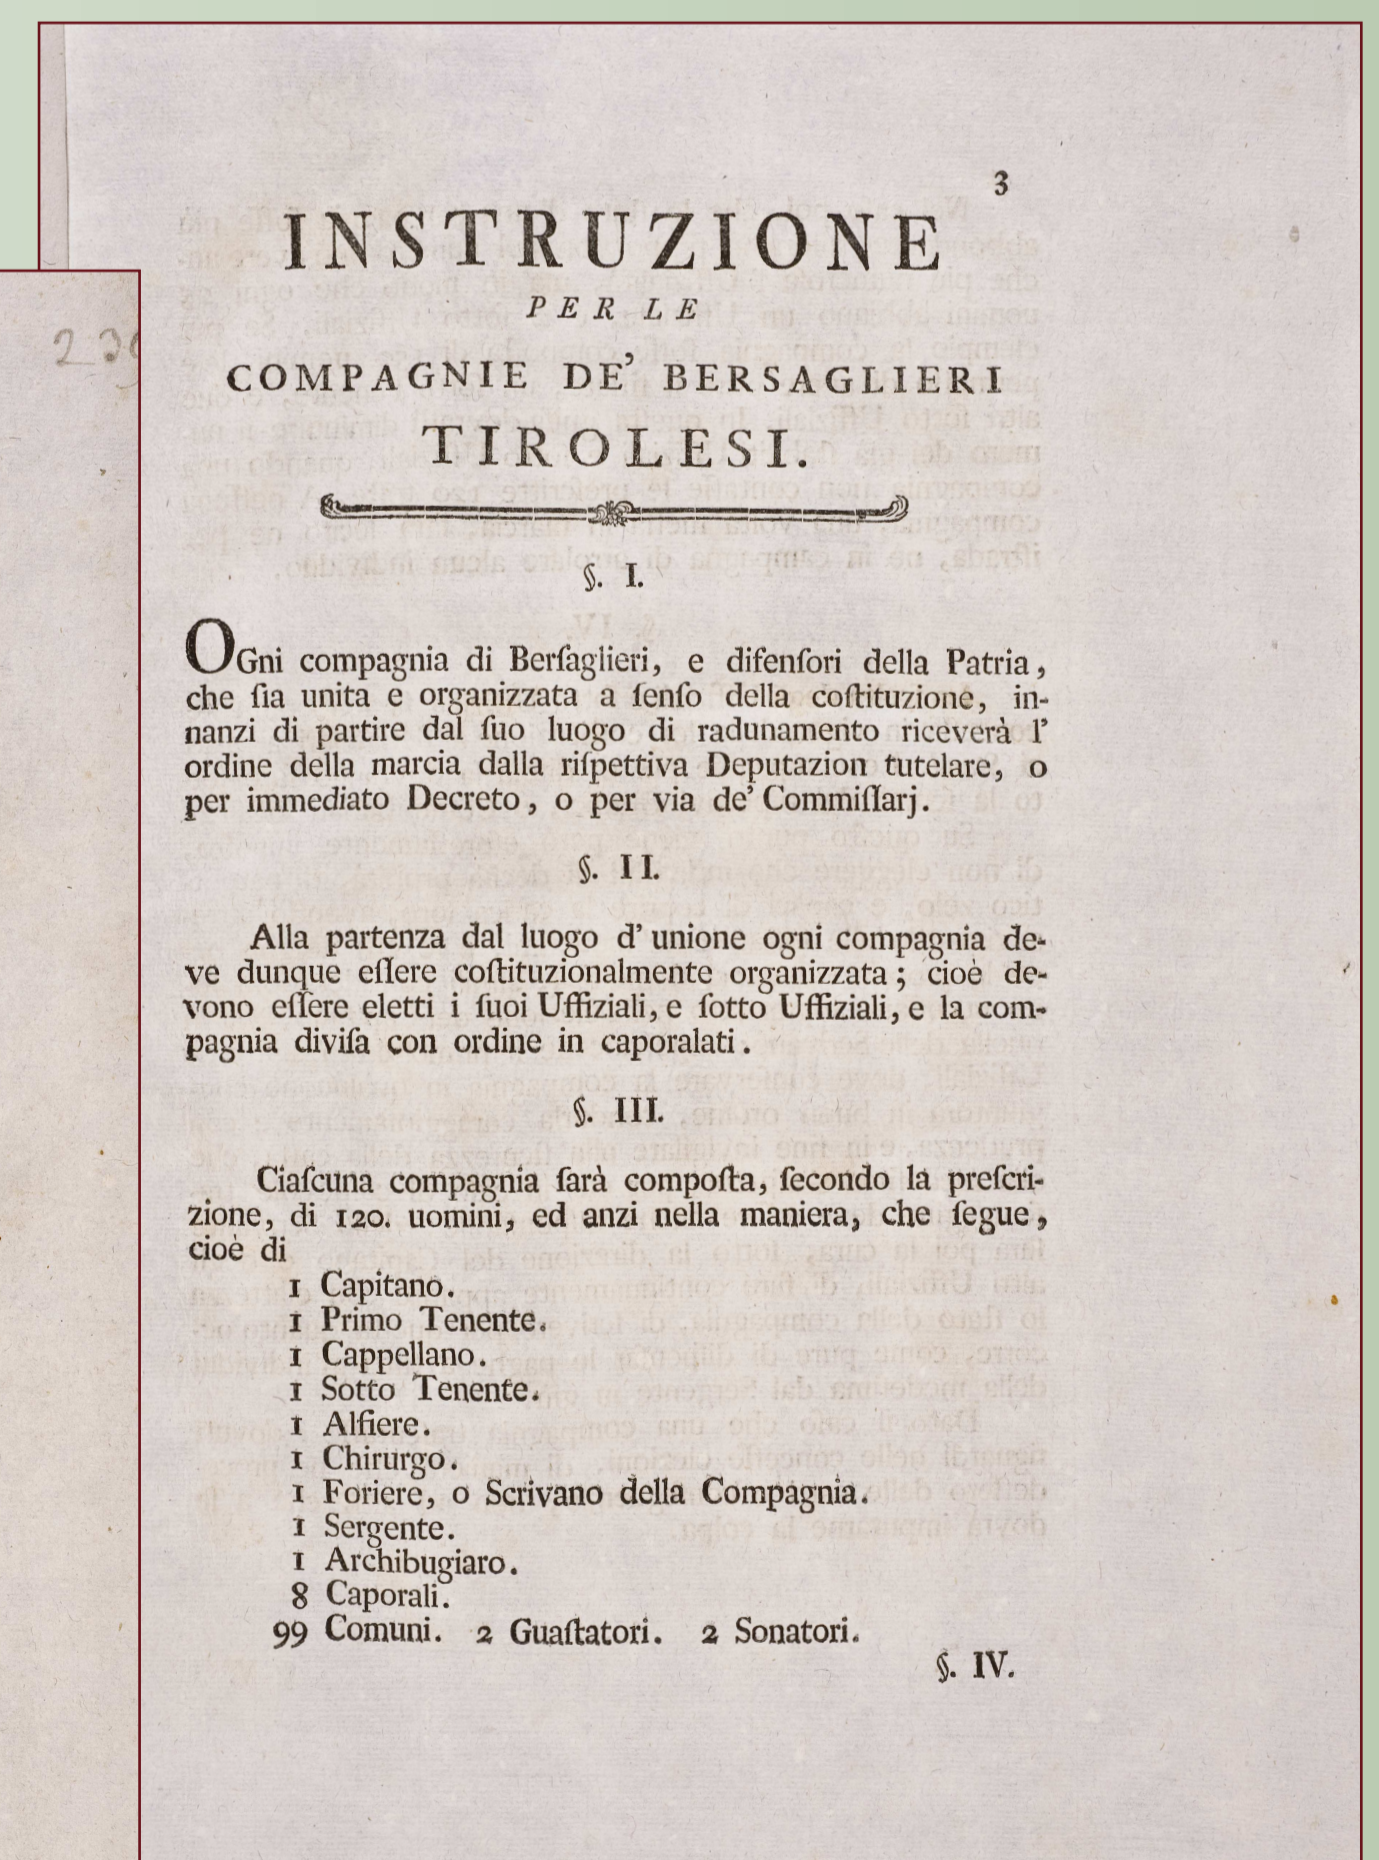 3
INSTRUZIONE
PER LE
COMPAGNIE DE' BERSAGLIERI
TIROLESI.
§. I.
OGni compagnia di Berſaglieri, e difenſori della Patria,
che ſia unita e organizzata a ſenſo della coſtituzione, in-
nanzi di partire dal ſuo luogo di radunamento riceverà l'
ordine della marcia dalla riſpettiva Deputazion tutelare, o
per immediato Decreto, o per via de' Commiſſarj.
§. II.
Alla partenza dal luogo d' unione ogni compagnia de-
ve dunque eſſere coſtituzionalmente organizzata; cioè de-
vono eſſere eletti i ſuoi Uffiziali, e ſotto Uffiziali, e la com-
pagnia diviſa con ordine in caporalati.
§. III.
Ciaſcuna compagnia ſarà compoſta, ſecondo la preſcri-
zione, di 120. uomini, ed anzi nella maniera, che ſegue,
cioè di
1 Capitano.
1 Primo Tenente.
1 Cappellano.
1 Sotto Tenente.
1 Alfiere.
1 Chirurgo.
1 Foriere, o Scrivano della Compagnia.
1 Sergente.
1 Archibugiaro.
8 Caporali.
99 Comuni. 2 Guaſtatori. 2 Sonatori.
§. IV.